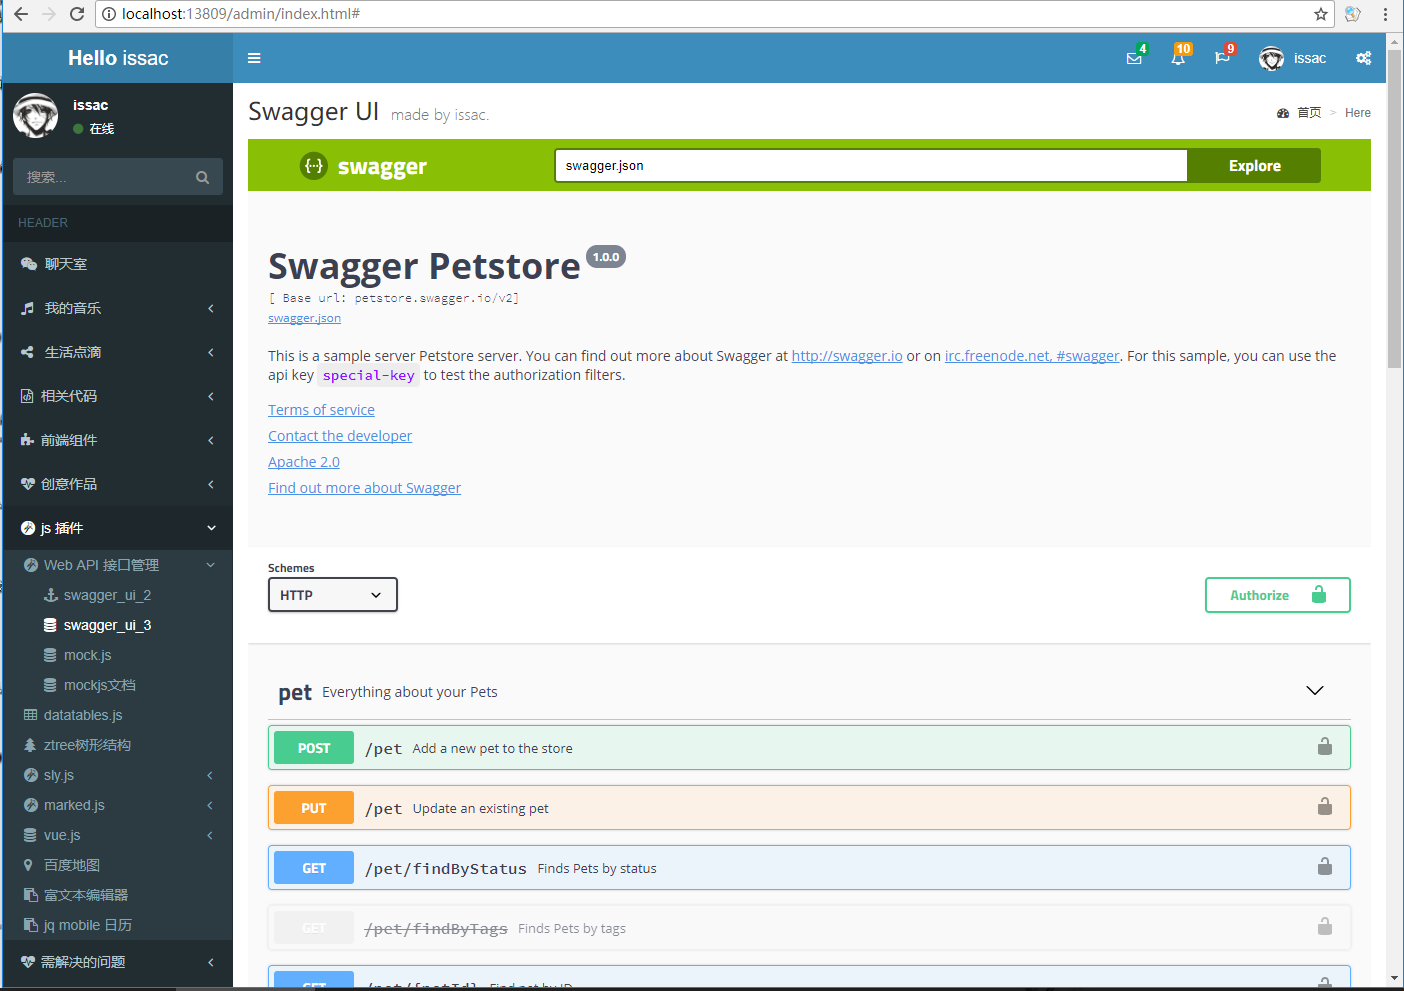 localhost:13809/admin/index.html#
Hello issac
4
10
9
issac
issac
在线
搜索...
HEADER
聊天室
我的音乐
生活点滴
相关代码
前端组件
创意作品
js 插件
Web API 接口管理
swagger_ui_2
swagger_ui_3
mock.js
mockjs文档
datatables.js
ztree树形结构
sly.js
marked.js
vue.js
百度地图
富文本编辑器
jq mobile 日历
需解决的问题
Swagger UI made by issac.
首页 > Here
{··} swagger
swagger.json
Explore
Swagger Petstore 1.0.0
[ Base url: petstore.swagger.io/v2]
swagger.json
This is a sample server Petstore server. You can find out more about Swagger at http://swagger.io or on irc.freenode.net, #swagger. For this sample, you can use the
api key special-key to test the authorization filters.
Terms of service
Contact the developer
Apache 2.0
Find out more about Swagger
Schemes
HTTP
Authorize
pet Everything about your Pets
POST /pet Add a new pet to the store
PUT /pet Update an existing pet
GET /pet/findByStatus Finds Pets by status
GET /pet/findByTags Finds Pets by tags
GET /pet/{petId} Find pet by ID